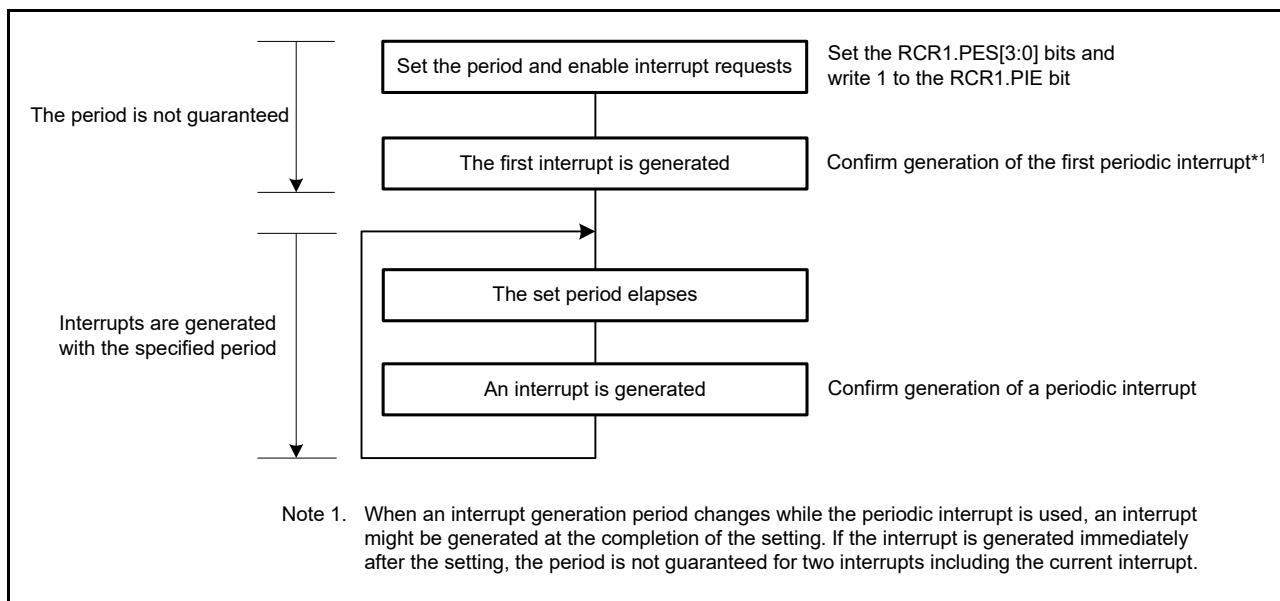 Set the period and enable interrupt requests
Set the RCR1.PES[3:0] bits and
write 1 to the RCR1.PIE bit
The period is not guaranteed
The first interrupt is generated
Confirm generation of the first periodic interrupt*1
The set period elapses
Interrupts are generated
with the specified period
An interrupt is generated
Confirm generation of a periodic interrupt
Note 1. When an interrupt generation period changes while the periodic interrupt is used, an interrupt
might be generated at the completion of the setting. If the interrupt is generated immediately
after the setting, the period is not guaranteed for two interrupts including the current interrupt.